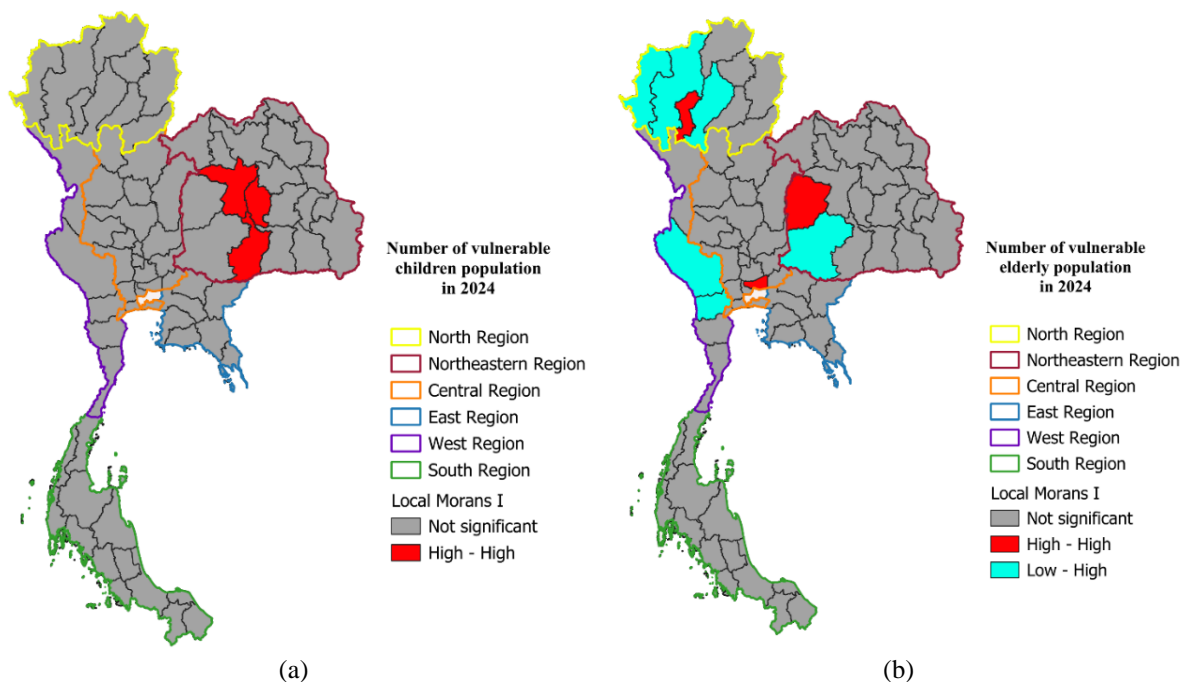 Number of vulnerable
children population
in 2024
North Region
Northeastern Region
Central Region
East Region
West Region
South Region
Local Morans I
Not significant
High - High
(a)
Number of vulnerable
elderly population
in 2024
North Region
Northeastern Region
Central Region
East Region
West Region
South Region
Local Morans I
Not significant
High - High
Low - High
(b)